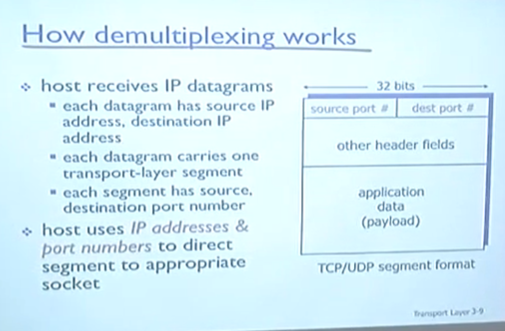 How demultiplexing works
❖ host receives IP datagrams
▪ each datagram has source IP
address, destination IP
address
▪ each datagram carries one
transport-layer segment
▪ each segment has source,
destination port number
❖ host uses IP addresses &
port numbers to direct
segment to appropriate
socket
32 bits
source port # dest port #
other header fields
application
data
(payload)
TCP/UDP segment format
Transport Layer 3-9